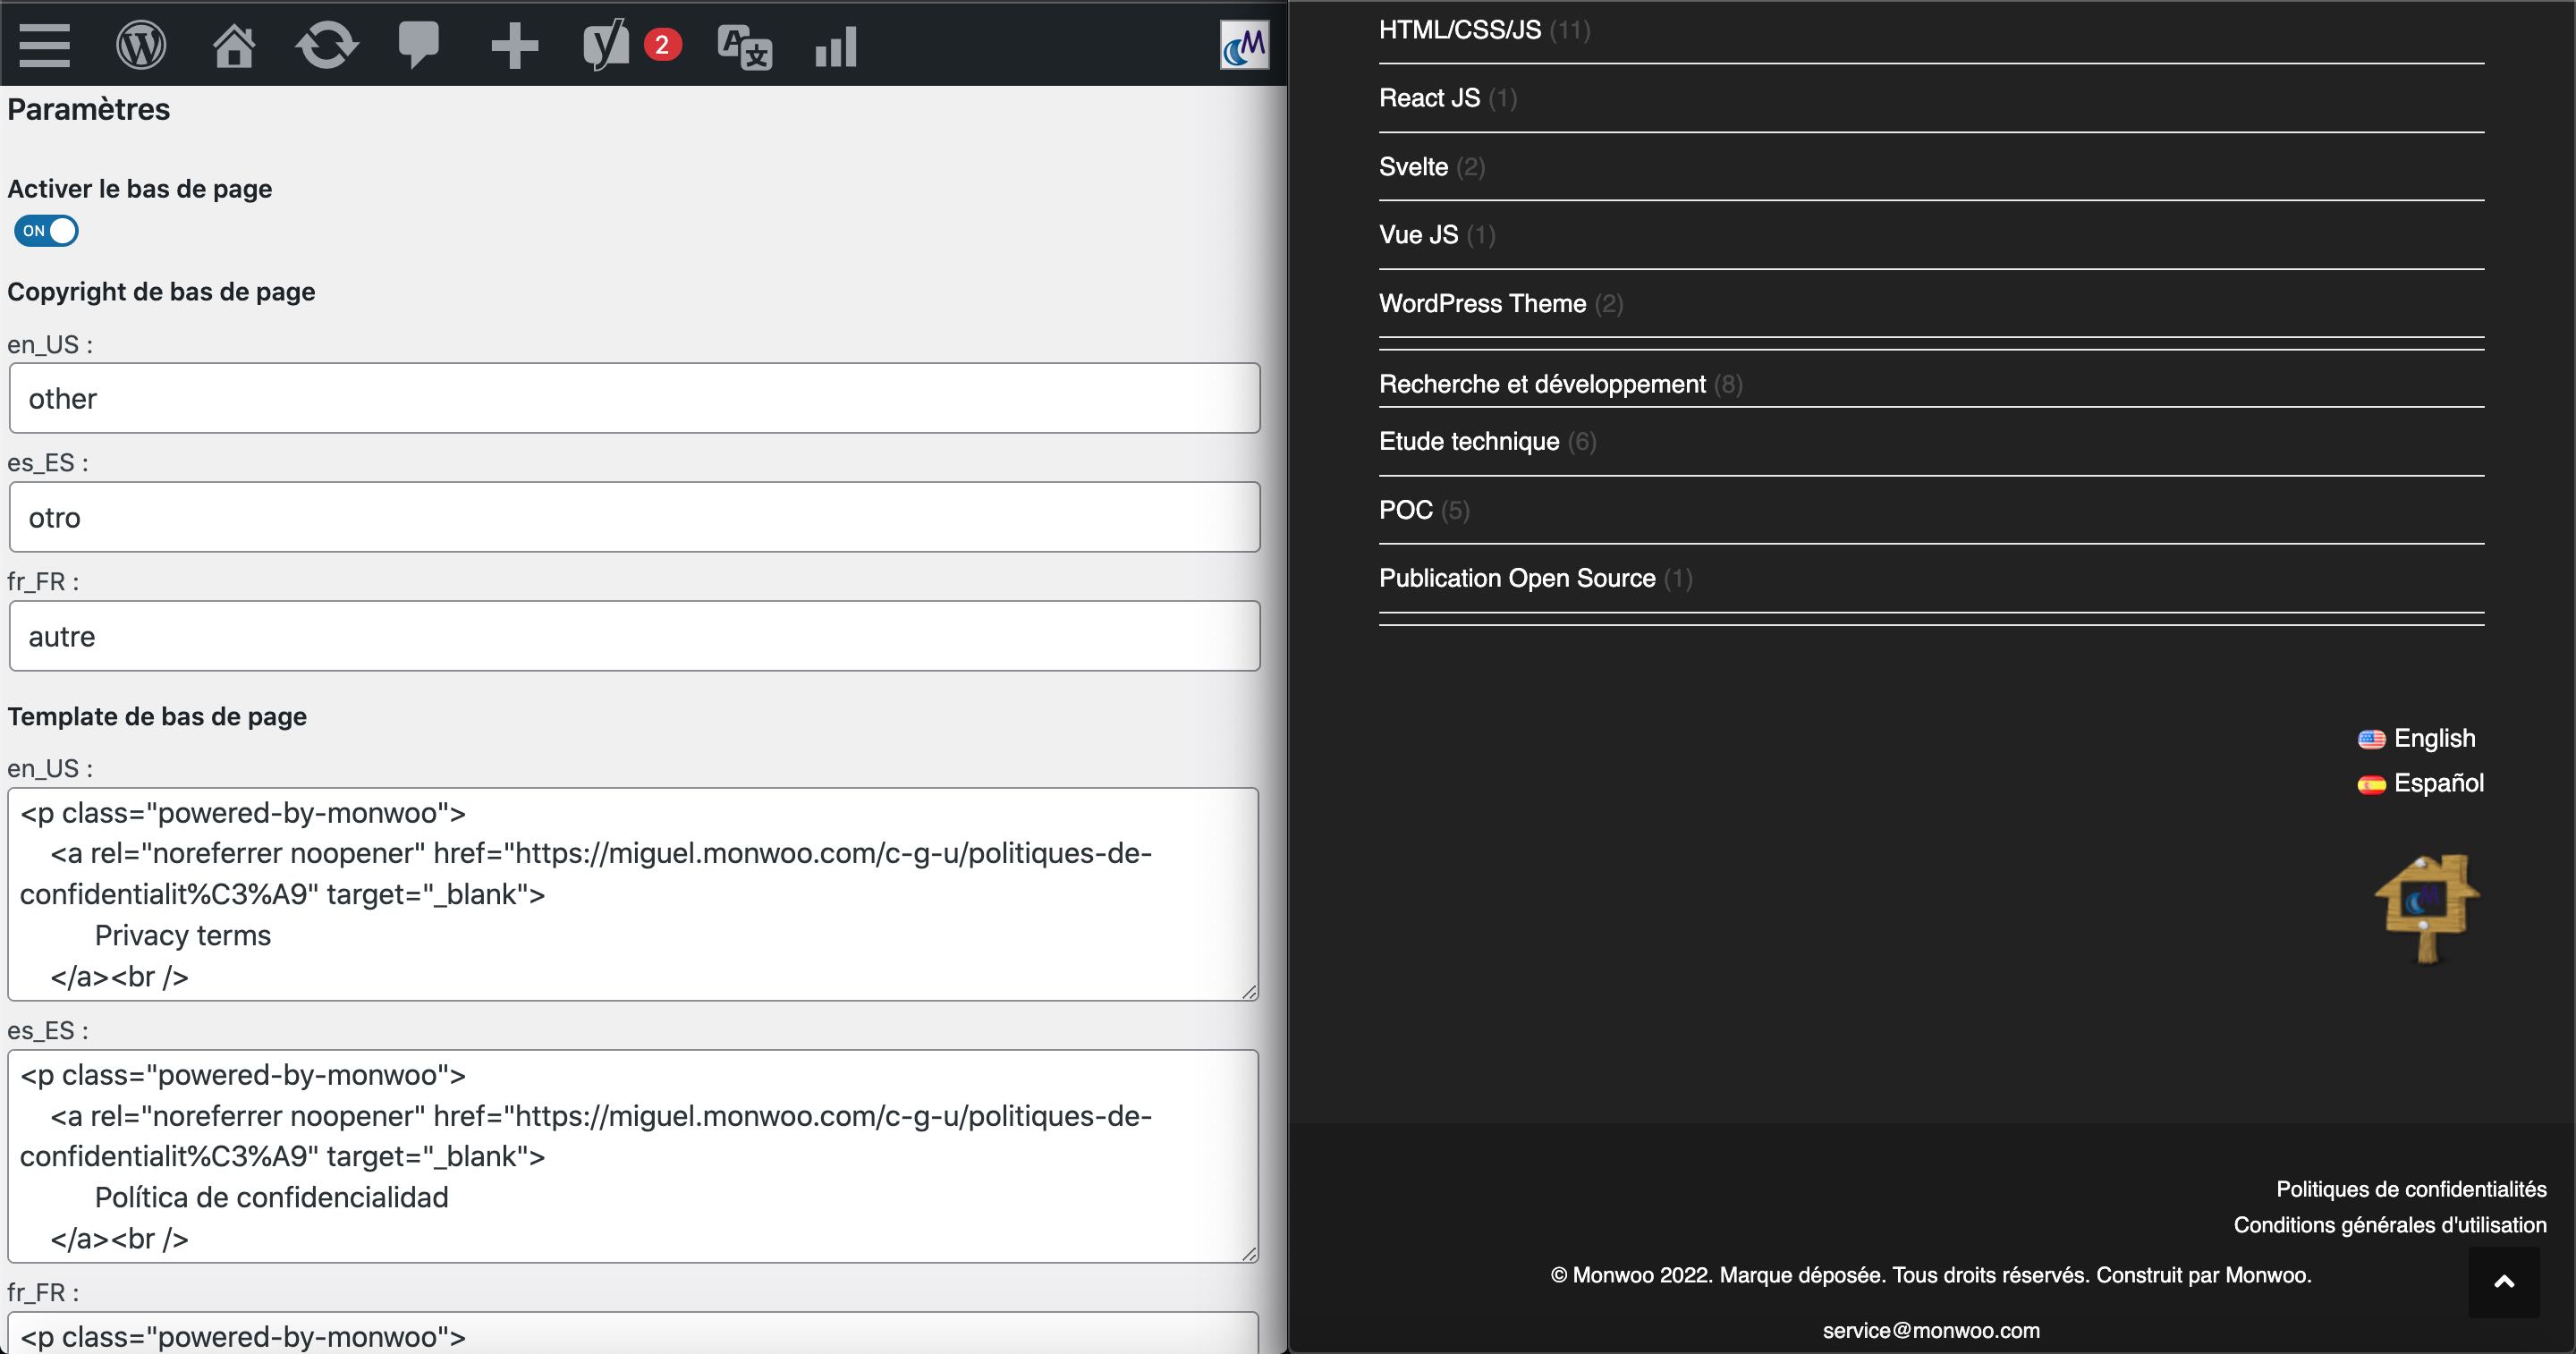 2
Paramètres
Activer le bas de page
ON
Copyright de bas de page
en_US :
other
es_ES :
otro
fr_FR :
autre
Template de bas de page
en_US :
<p class="powered-by-monwoo">
<a rel="noreferrer noopener" href="https://miguel.monwoo.com/c-g-u/politiques-de-
confidentialit%C3%A9" target="_blank">
Privacy terms
</a><br />
es_ES :
<p class="powered-by-monwoo">
<a rel="noreferrer noopener" href="https://miguel.monwoo.com/c-g-u/politiques-de-
confidentialit%C3%A9" target="_blank">
Política de confidencialidad
</a><br />
fr_FR :
<p class="powered-by-monwoo">
HTML/CSS/JS (11)
React JS (1)
Svelte (2)
Vue JS (1)
WordPress Theme (2)
Recherche et développement (8)
Etude technique (6)
POC (5)
Publication Open Source (1)
English
Español
Politiques de confidentialités
Conditions générales d'utilisation
© Monwoo 2022. Marque déposée. Tous droits réservés. Construit par Monwoo.
service@monwoo.com